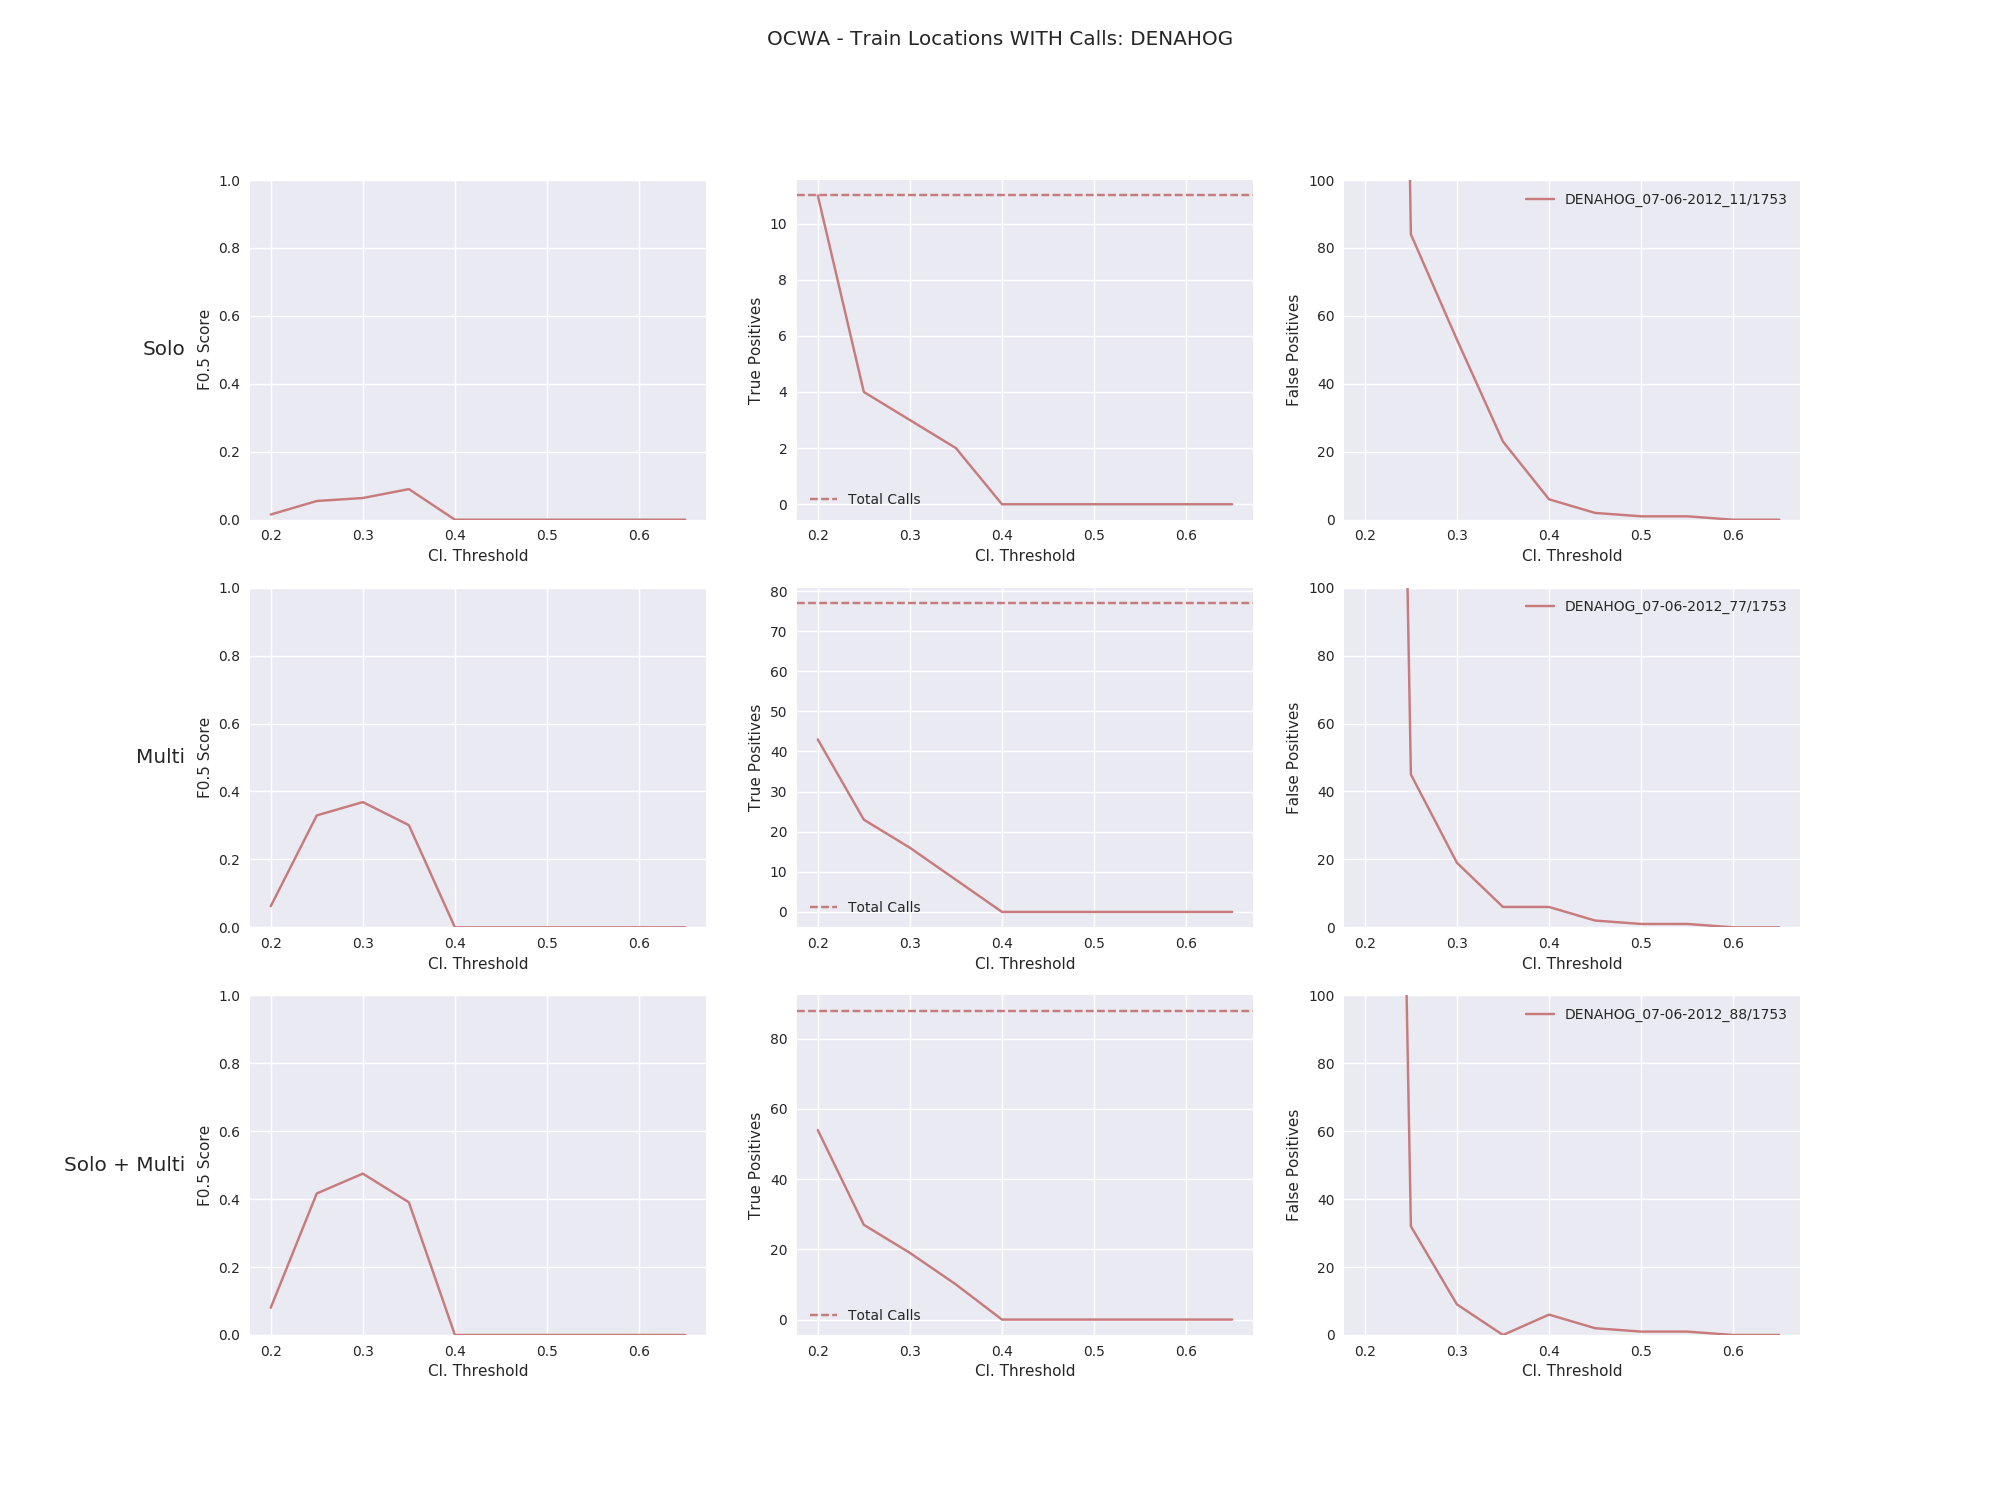 OCWA - Train Locations WITH Calls: DENAHOG
Solo
F0.5 Score
1.0
0.8
0.6
0.4
0.2
0.0
0.2 0.3 0.4 0.5 0.6
Cl. Threshold
True Positives
10
8
6
4
2
0
Total Calls
0.2 0.3 0.4 0.5 0.6
Cl. Threshold
False Positives
100
80
60
40
20
0
DENAHOG_07-06-2012_11/1753
0.2 0.3 0.4 0.5 0.6
Cl. Threshold
Multi
F0.5 Score
1.0
0.8
0.6
0.4
0.2
0.0
0.2 0.3 0.4 0.5 0.6
Cl. Threshold
True Positives
80
70
60
50
40
30
20
10
0
Total Calls
0.2 0.3 0.4 0.5 0.6
Cl. Threshold
False Positives
100
80
60
40
20
0
DENAHOG_07-06-2012_77/1753
0.2 0.3 0.4 0.5 0.6
Cl. Threshold
Solo + Multi
F0.5 Score
1.0
0.8
0.6
0.4
0.2
0.0
0.2 0.3 0.4 0.5 0.6
Cl. Threshold
True Positives
80
60
40
20
0
Total Calls
0.2 0.3 0.4 0.5 0.6
Cl. Threshold
False Positives
100
80
60
40
20
0
DENAHOG_07-06-2012_88/1753
0.2 0.3 0.4 0.5 0.6
Cl. Threshold